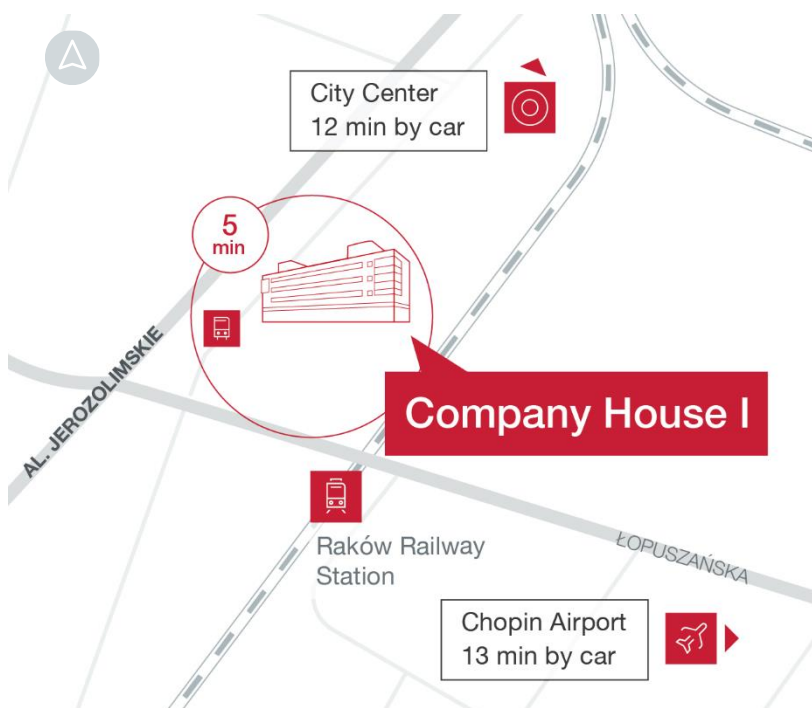 City Center
12 min by car
5
min
AL. JEROZOLIMSKIE
Company House I
Raków Railway
Station
ŁOPUSZAŃSKA
Chopin Airport
13 min by car